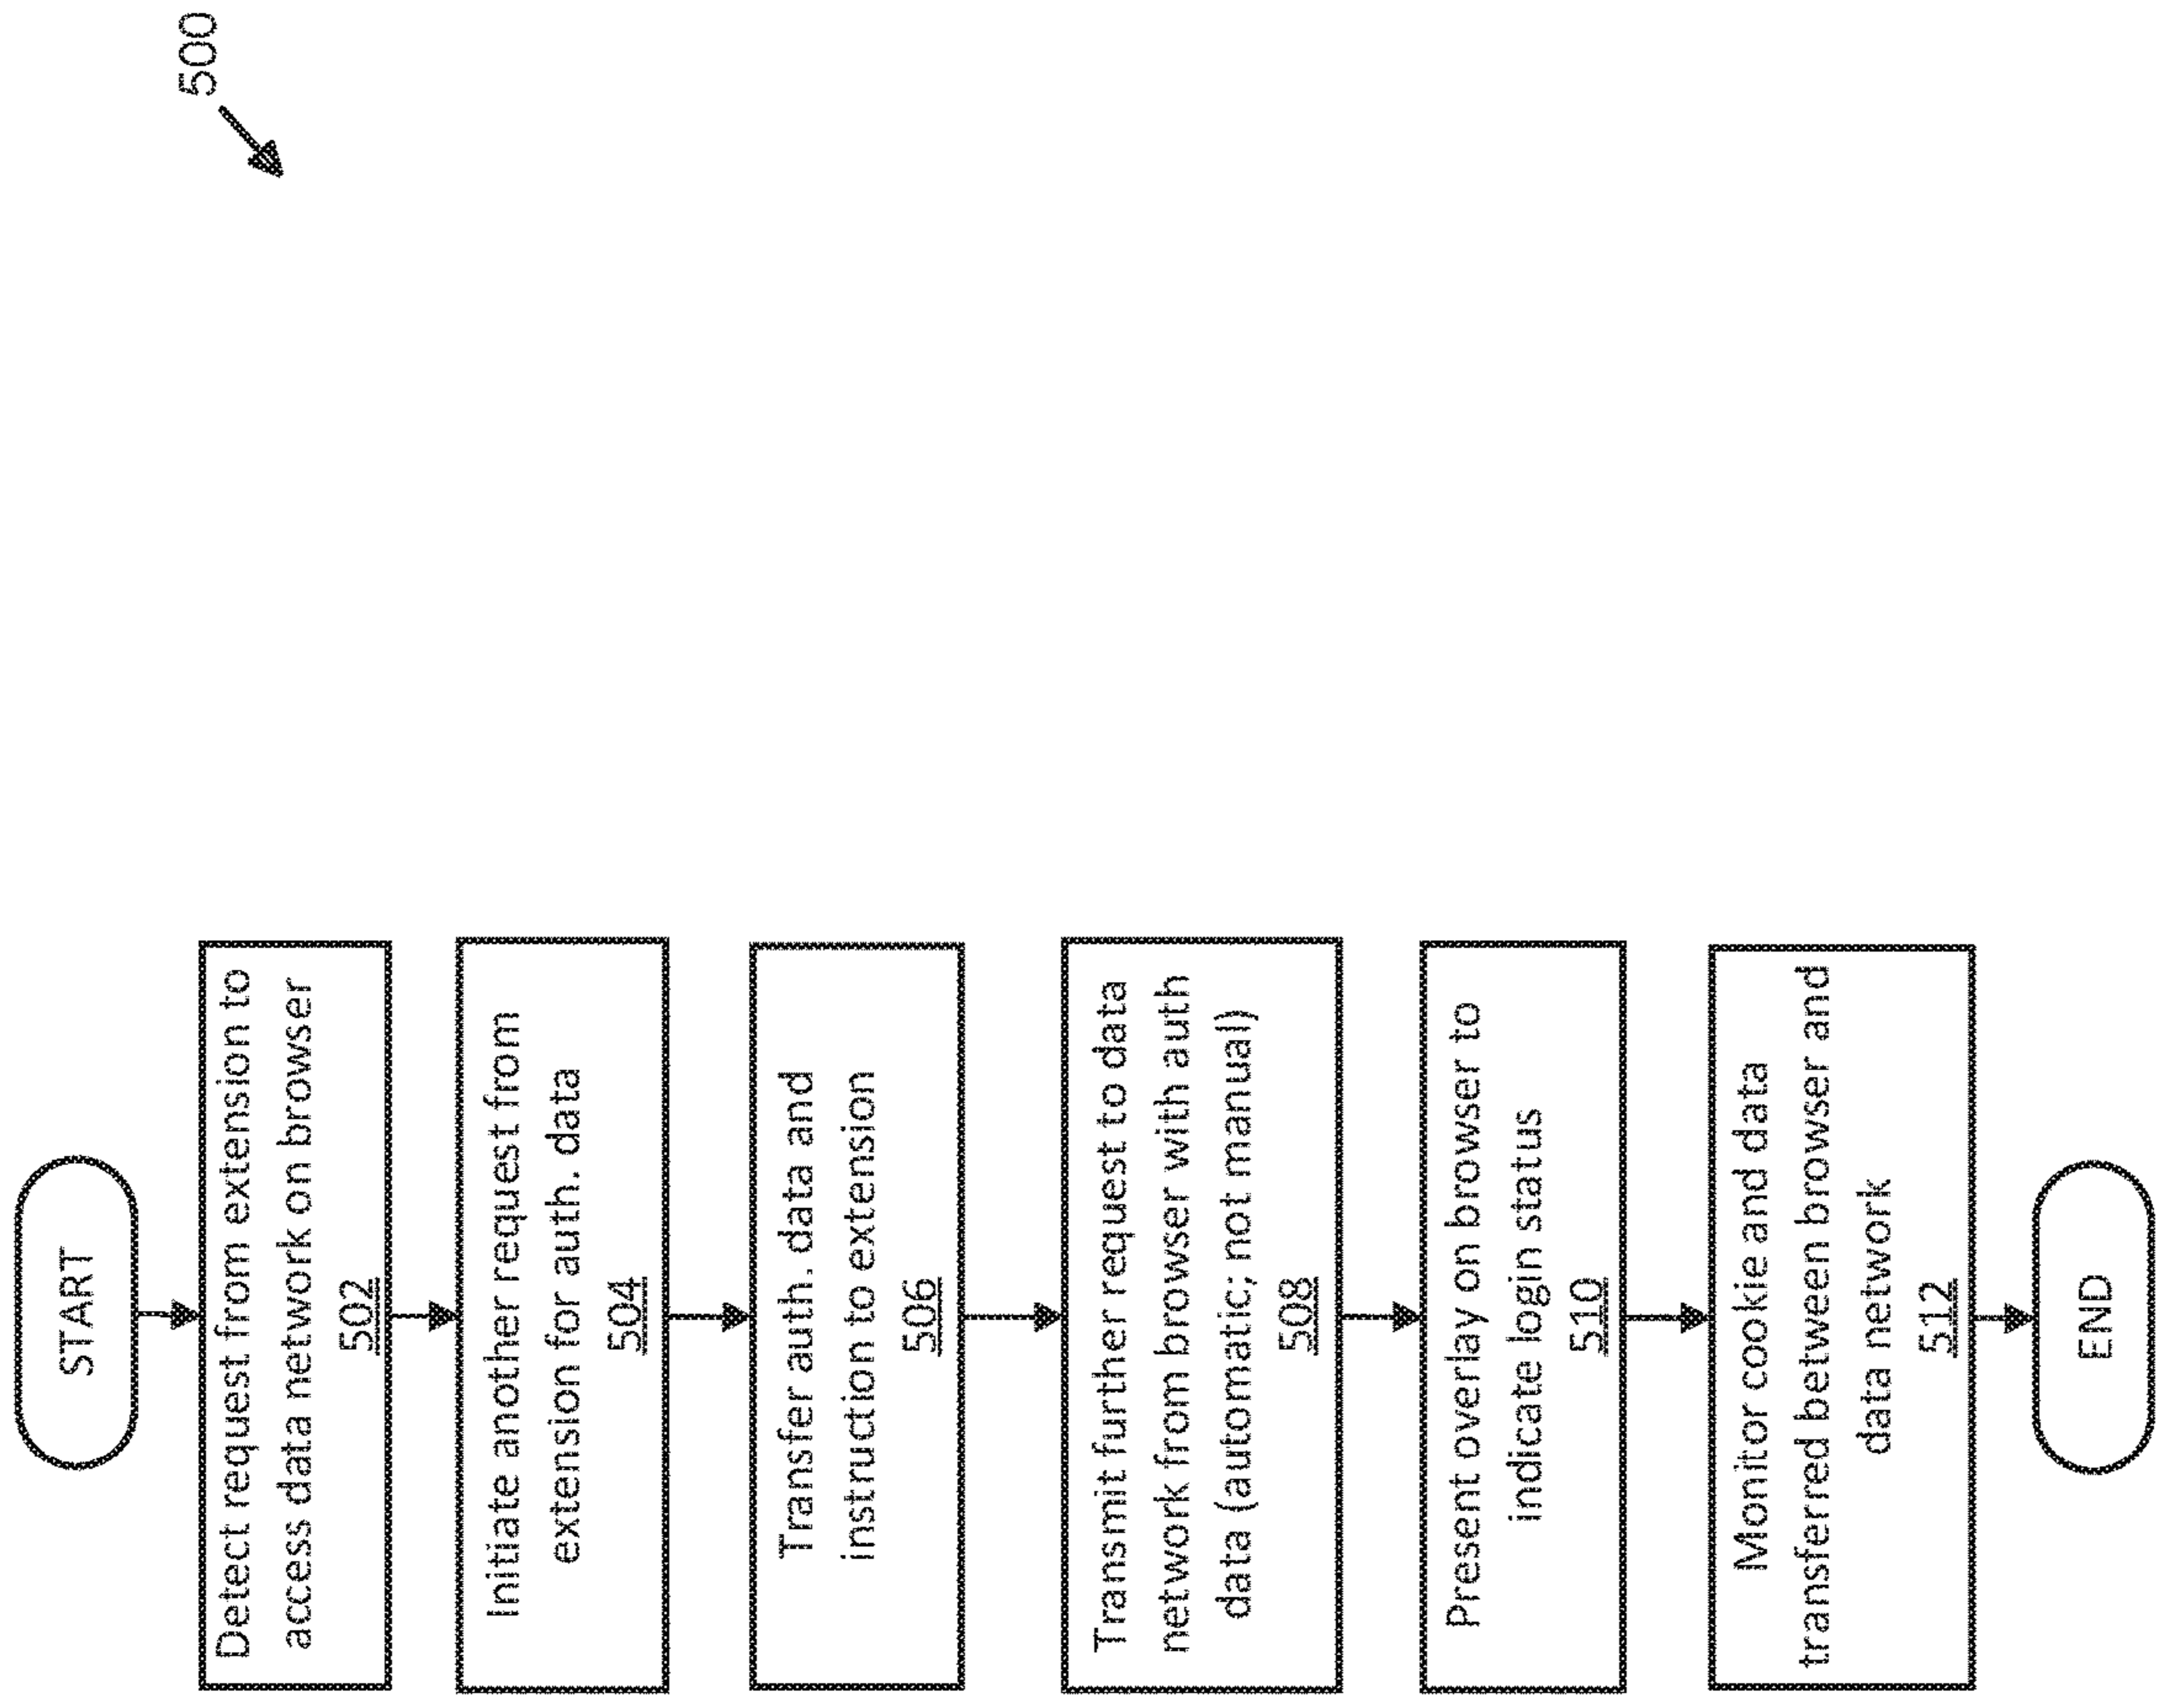 500
START
Detect request from extension to
access data network on browser
502
Initiate another request from
extension for auth. data
504
Transfer auth. data and
instruction to extension
506
Transmit further request to data
network from browser with auth
data (automatic; not manual)
508
Present overlay on browser to
indicate login status
510
Monitor cookie and data
transferred between browser and
data network
512
END